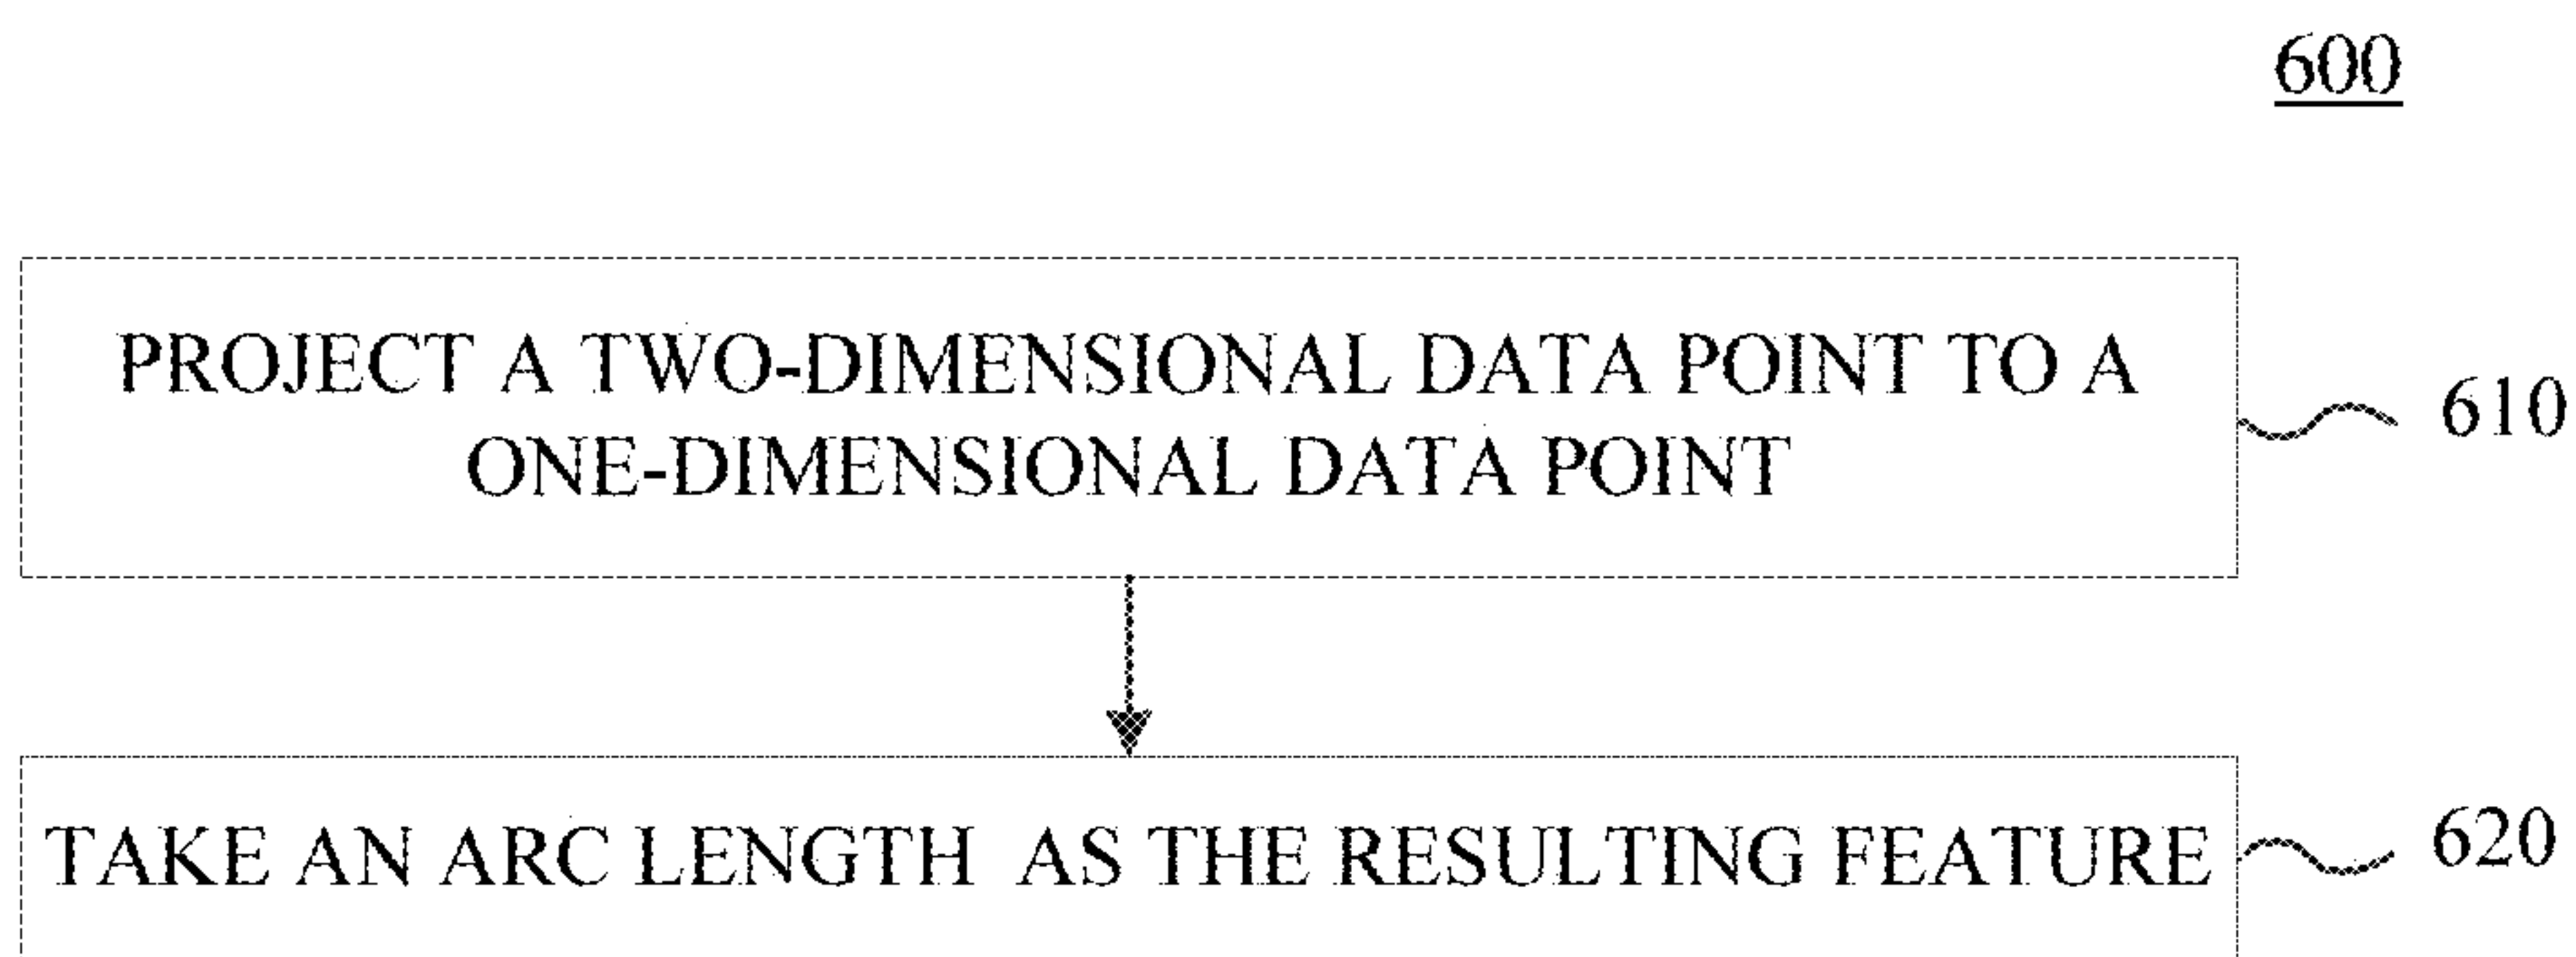 600
PROJECT A TWO-DIMENSIONAL DATA POINT TO A
ONE-DIMENSIONAL DATA POINT
610
TAKE AN ARC LENGTH AS THE RESULTING FEATURE
620